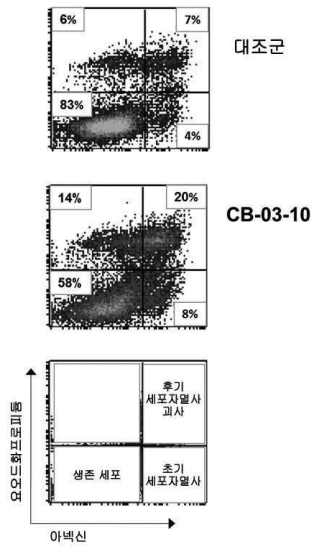 6%
7%
대조군
83%
4%
14%
20%
CB-03-10
58%
8%
후기
세포자멸사
괴사
생존 세포
초기
세포자멸사
요오드화프로피듐
아넥신